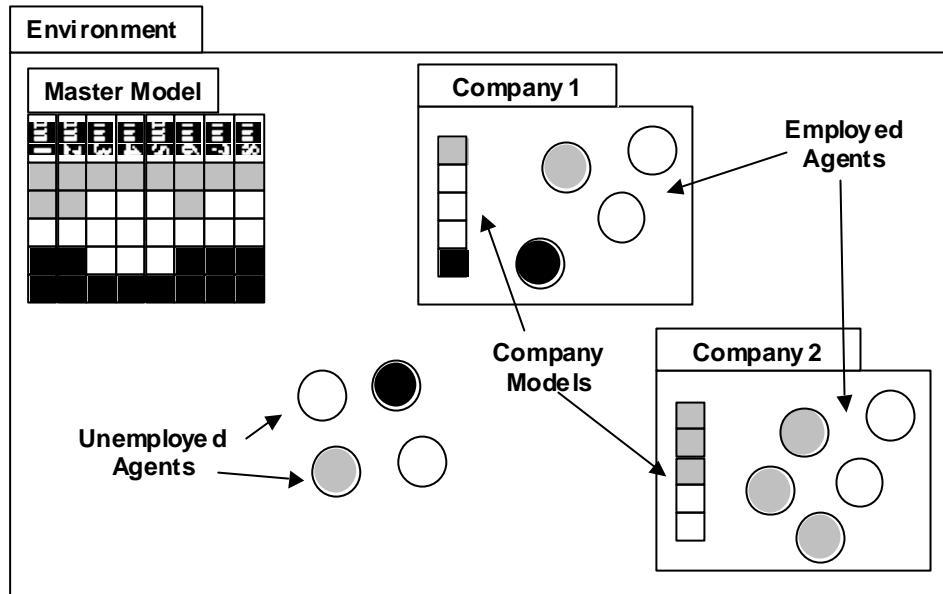 Environment
Master Model
Company 1
Employed
Agents
Company
Models
Company 2
Unemployed
Agents